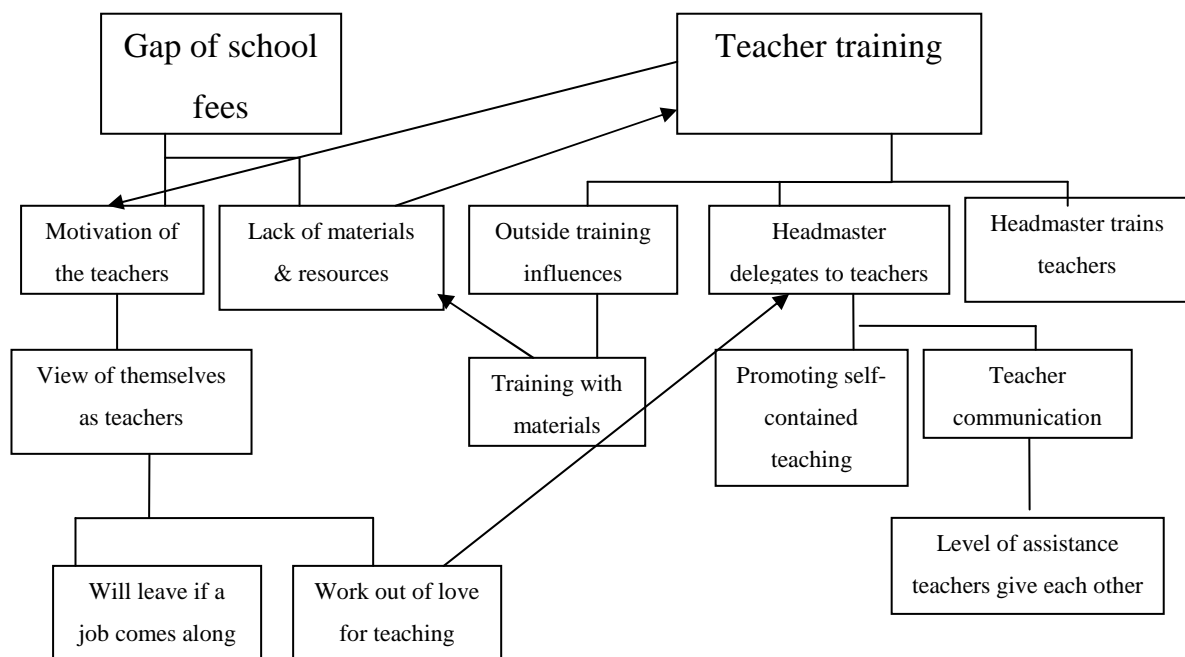 Gap of school
fees
Teacher training
Motivation of
the teachers
Lack of materials
& resources
Outside training
influences
Headmaster
delegates to teachers
Headmaster trains
teachers
View of themselves
as teachers
Training with
materials
Promoting self-
contained
teaching
Teacher
communication
Will leave if a
job comes along
Work out of love
for teaching
Level of assistance
teachers give each other